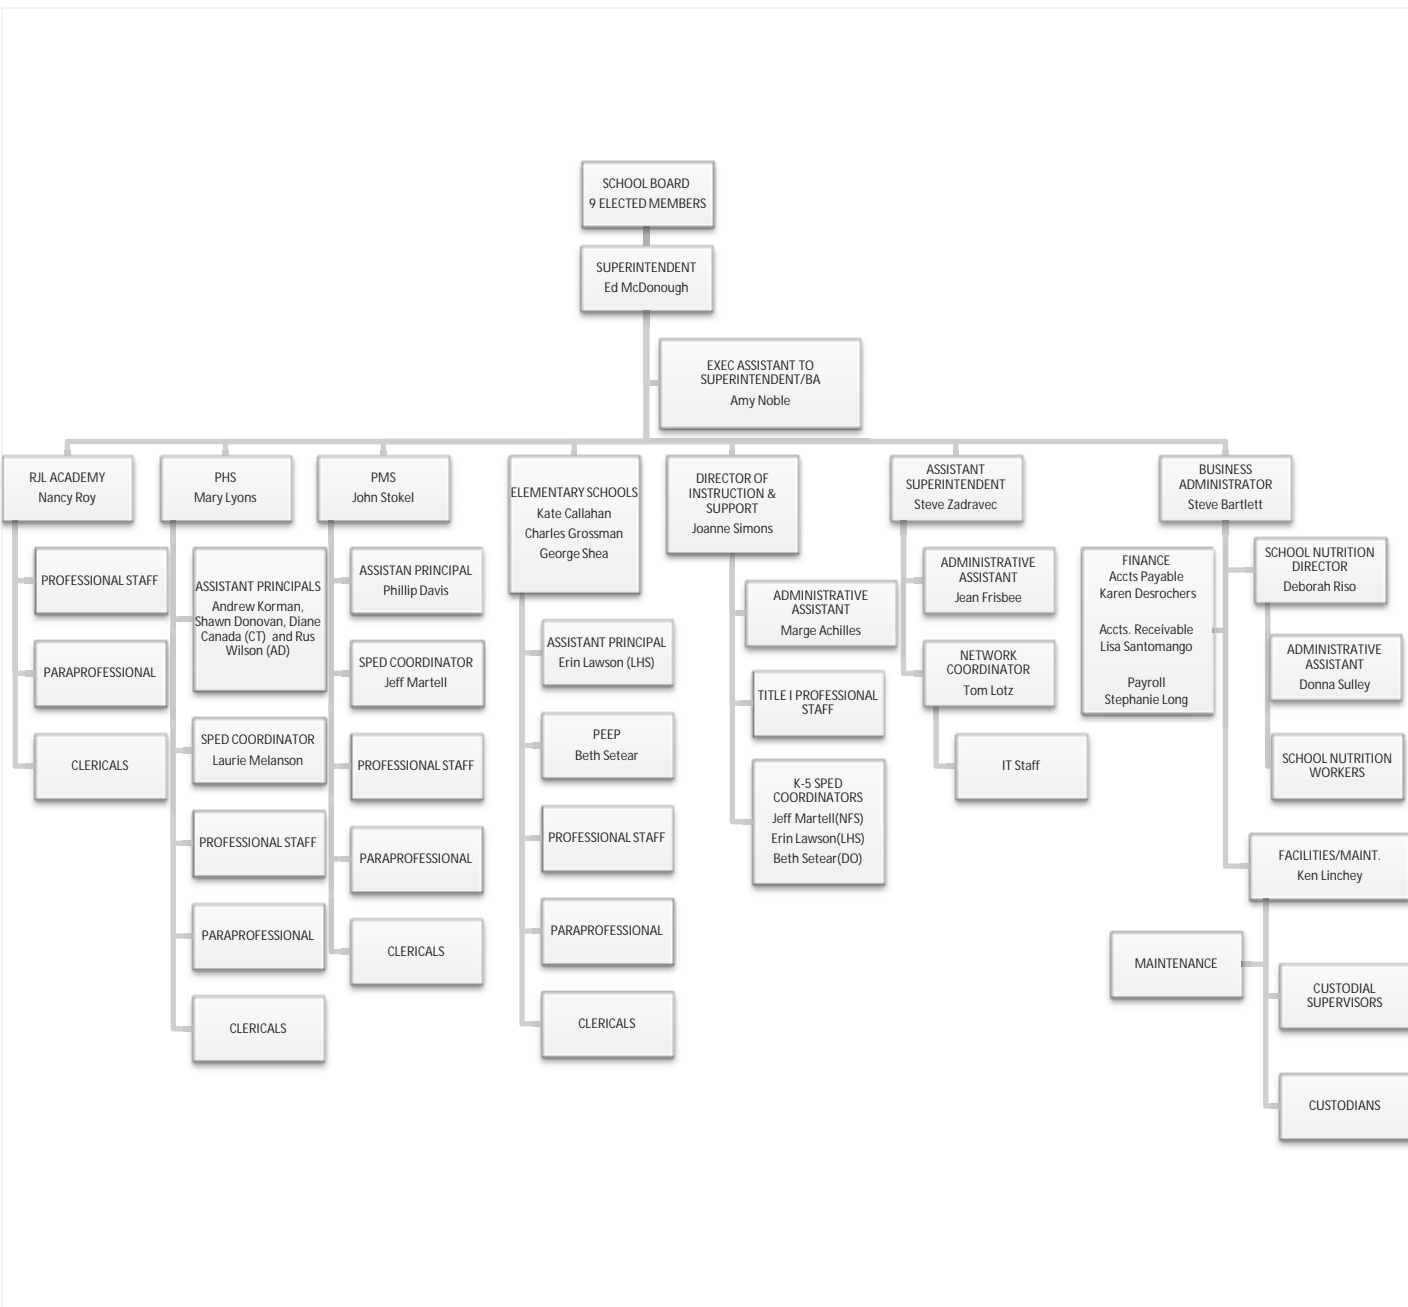 SCHOOL BOARD
9 ELECTED MEMBERS
SUPERINTENDENT
Ed McDonough
EXEC ASSISTANT TO
SUPERINTENDENT/BA
Amy Noble
RJL ACADEMY
Nancy Roy
PROFESSIONAL STAFF
PARAPROFESSIONAL
CLERICALS
PHS
Mary Lyons
ASSISTANT PRINCIPALS
Andrew Korman,
Shawn Donovan, Diane
Canada (CT) and Rus
Wilson (AD)
SPED COORDINATOR
Laurie Melanson
PROFESSIONAL STAFF
PARAPROFESSIONAL
CLERICALS
PMS
John Stokel
ASSISTAN PRINCIPAL
Phillip Davis
SPED COORDINATOR
Jeff Martell
PROFESSIONAL STAFF
PARAPROFESSIONAL
CLERICALS
ELEMENTARY SCHOOLS
Kate Callahan
Charles Grossman
George Shea
ASSISTANT PRINCIPAL
Erin Lawson (LHS)
PEEP
Beth Setear
PROFESSIONAL STAFF
PARAPROFESSIONAL
CLERICALS
DIRECTOR OF
INSTRUCTION &
SUPPORT
Joanne Simons
ADMINISTRATIVE
ASSISTANT
Marge Achilles
TITLE I PROFESSIONAL
STAFF
K-5 SPED
COORDINATORS
Jeff Martell(NFS)
Erin Lawson(LHS)
Beth Setear(DO)
ASSISTANT
SUPERINTENDENT
Steve Zadravec
ADMINISTRATIVE
ASSISTANT
Jean Frisbee
NETWORK
COORDINATOR
Tom Lotz
IT Staff
BUSINESS
ADMINISTRATOR
Steve Bartlett
FINANCE
Accts Payable
Karen Desrochers
Accts. Receivable
Lisa Santomango
Payroll
Stephanie Long
SCHOOL NUTRITION
DIRECTOR
Deborah Riso
ADMINISTRATIVE
ASSISTANT
Donna Sulley
SCHOOL NUTRITION
WORKERS
FACILITIES/MAINT.
Ken Linchey
MAINTENANCE
CUSTODIAL
SUPERVISORS
CUSTODIANS